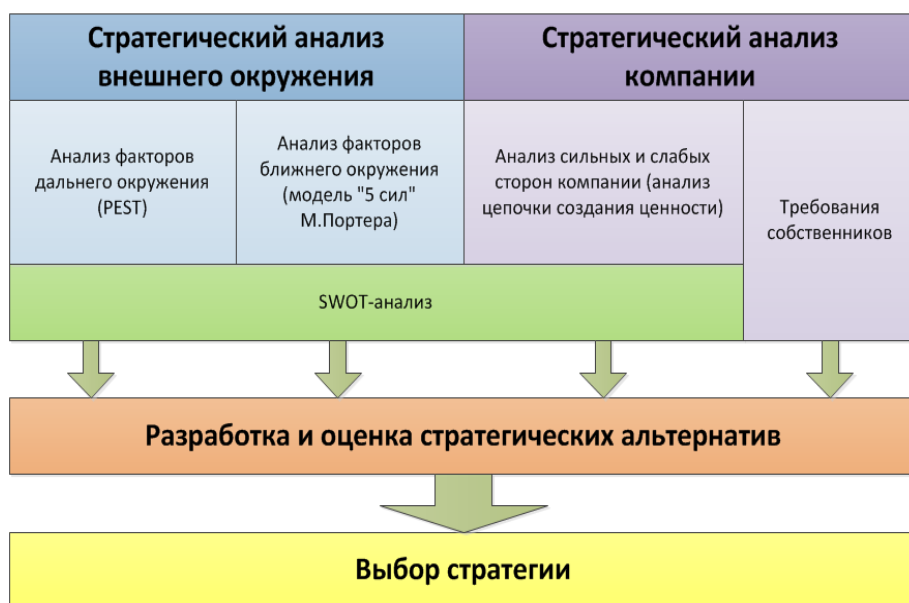 Стратегический анализ
внешнего окружения
Стратегический анализ
компании
Анализ факторов
дальнего окружения
(PEST)
Анализ факторов
ближнего окружения
(модель "5 сил"
М.Портера)
Анализ сильных и слабых
сторон компании (анализ
цепочки создания ценности)
Требования
собственников
SWOT-анализ
Разработка и оценка стратегических альтернатив
Выбор стратегии